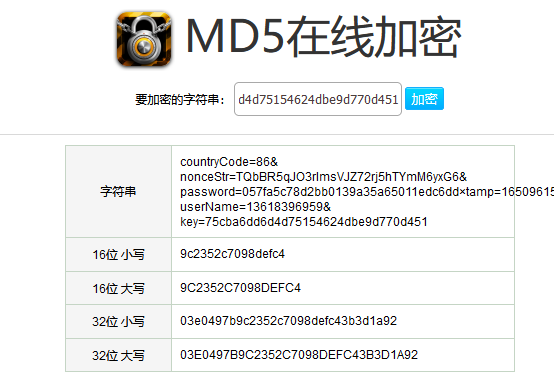 MD5在线加密
要加密的字符串： d4d75154624dbe9d770d451 加密
字符串
countryCode=86&
nonceStr=TQbBR5qJO3rlmsVJZ72rj5hTYmM6yxG6&
password=057fa5c78d2bb0139a35a65011edc6dd×tamp=16509615
userName=13618396959&
key=75cba6dd6d4d75154624dbe9d770d451
16位 小写 9c2352c7098defc4
16位 大写 9C2352C7098DEFC4
32位 小写 03e0497b9c2352c7098defc43b3d1a92
32位 大写 03E0497B9C2352C7098DEFC43B3D1A92